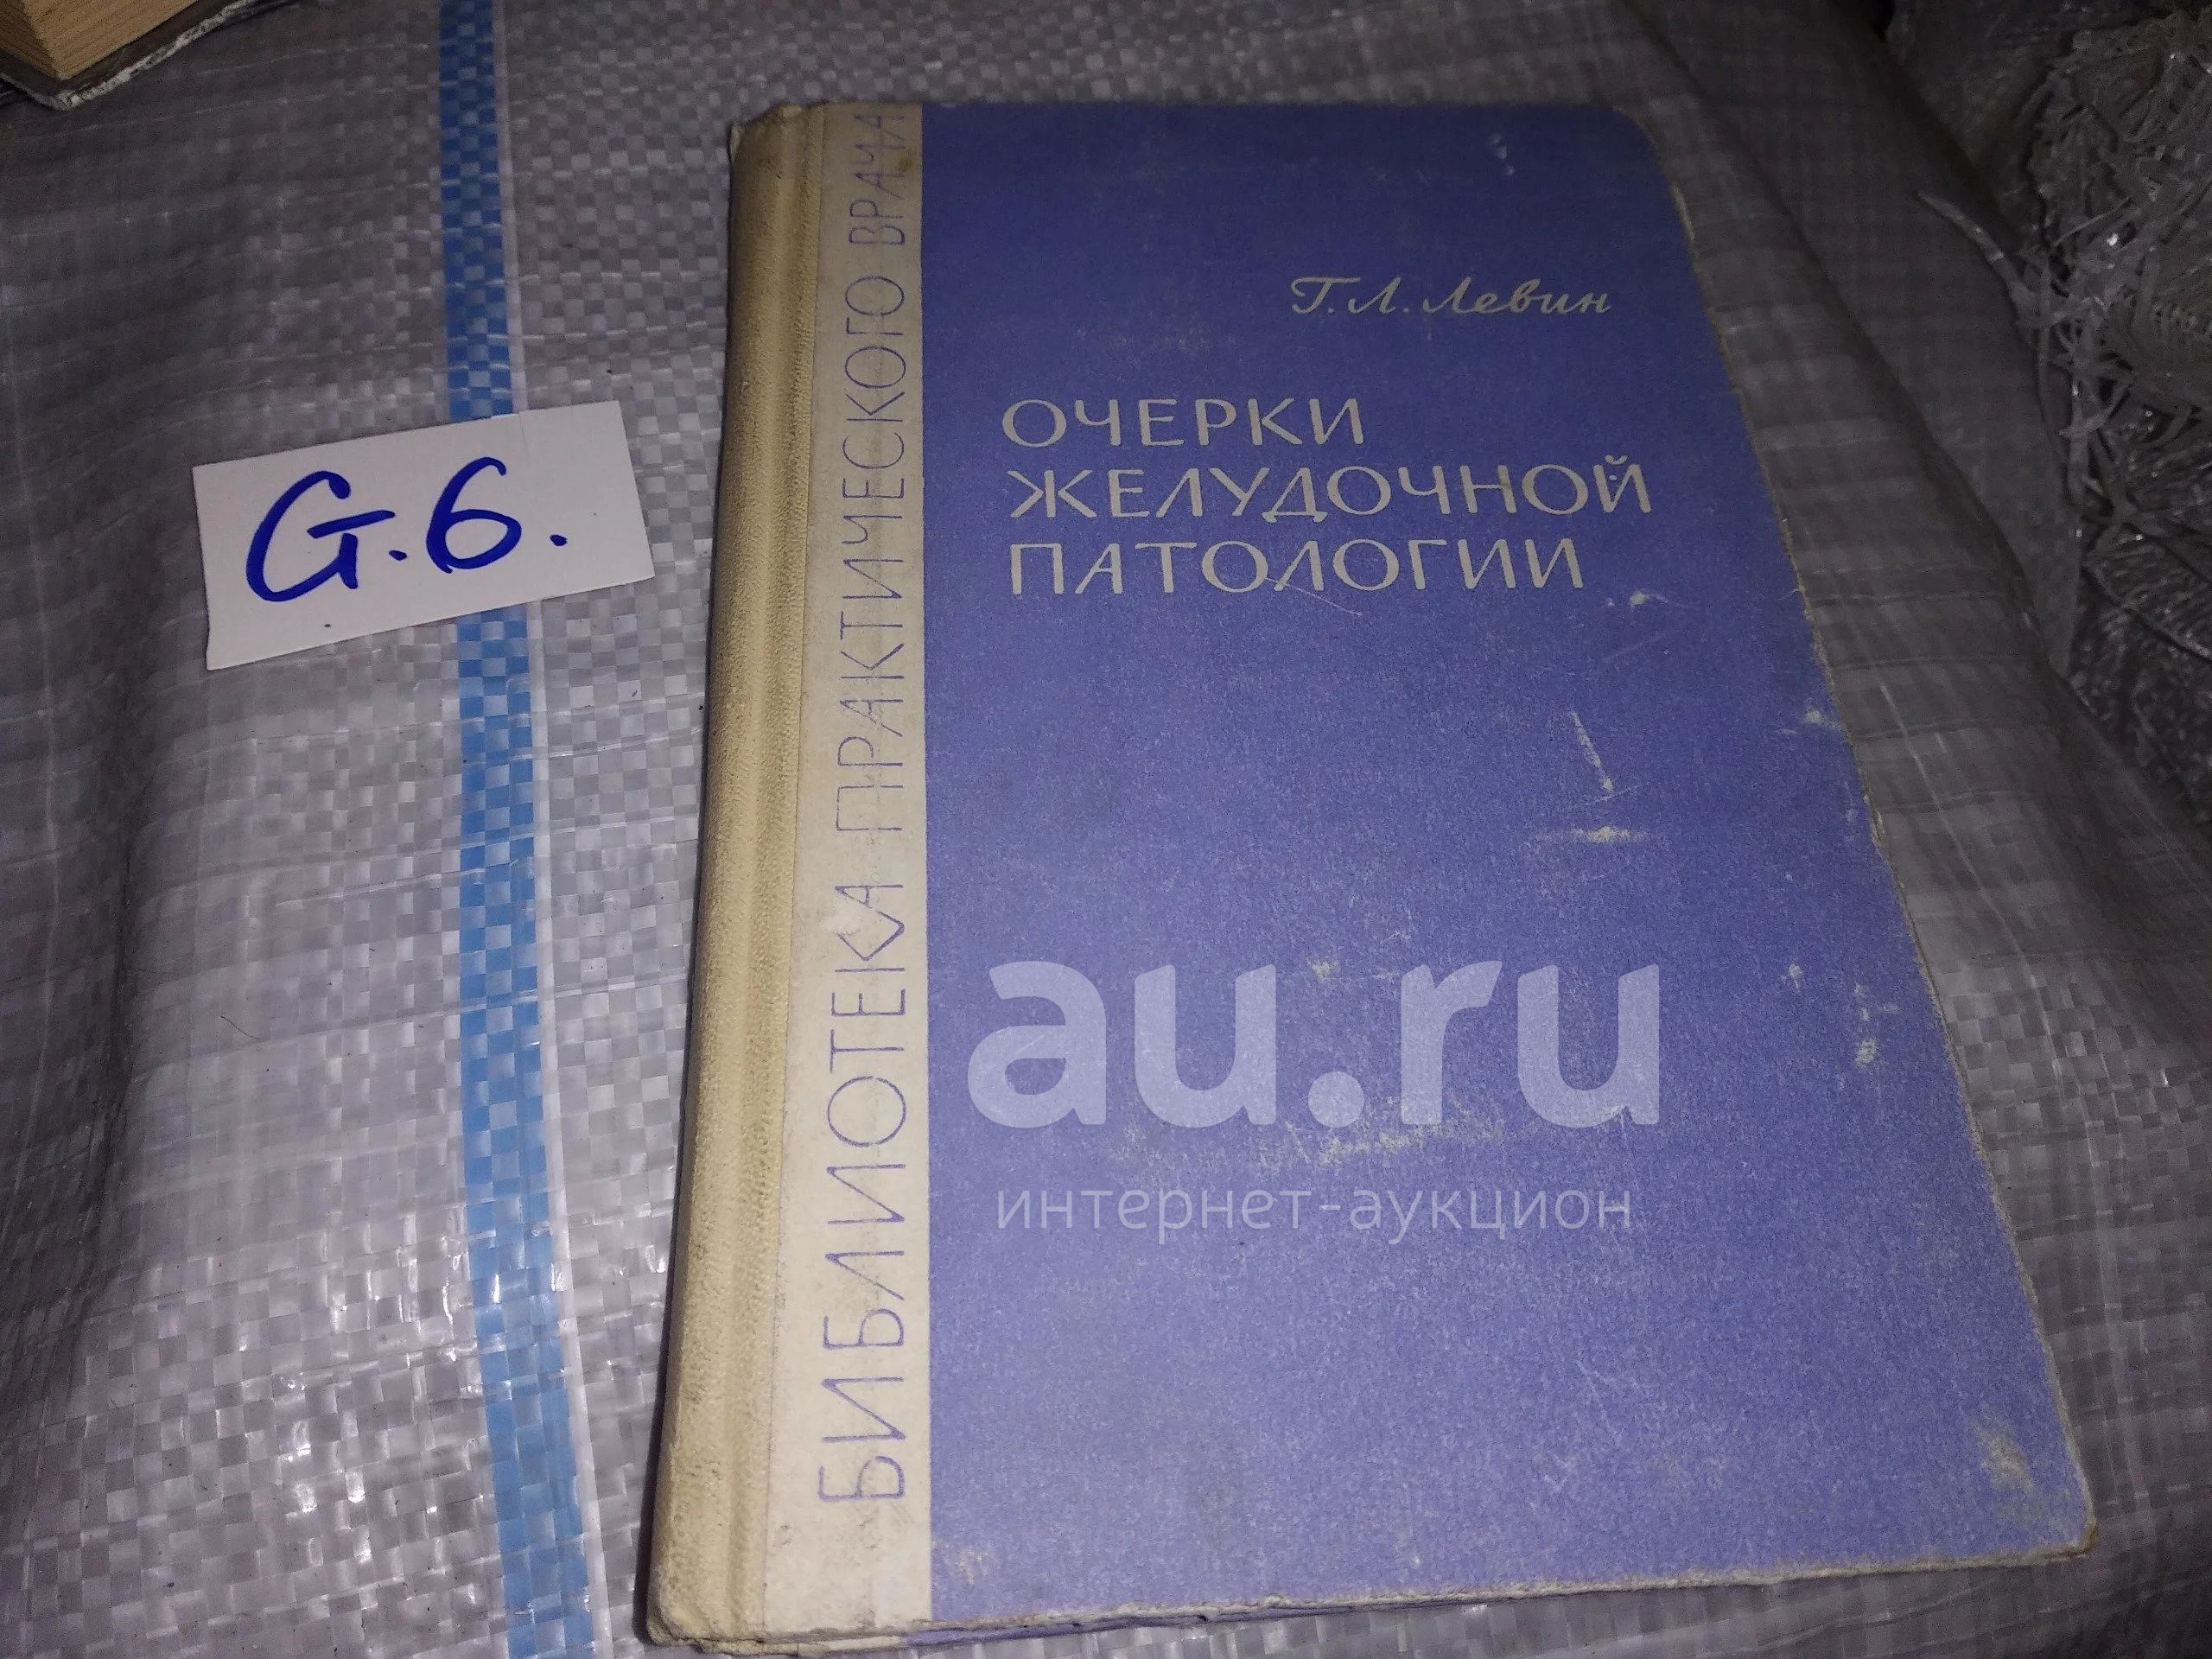 G.6.
БИБЛИОТЕКА ПРАКТИЧЕСКОГО ВРАЧА
Г. Л. Левин
ОЧЕРКИ
ЖЕЛУДОЧНОЙ
ПАТОЛОГИИ
au.ru
интернет-аукцион